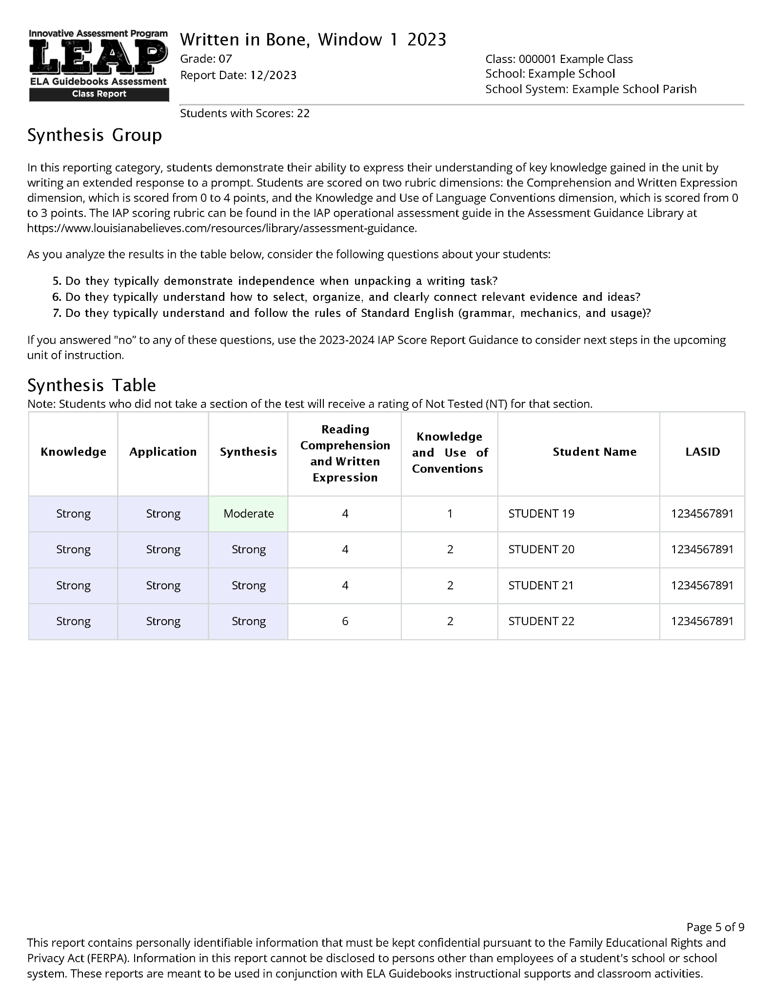 Innovative Assessment Program
LEAP
ELA Guidebooks Assessment
Class Report
Written in Bone, Window 1 2023
Grade: 07
Report Date: 12/2023
Class: 000001 Example Class
School: Example School
School System: Example School Parish
Students with Scores: 22
Synthesis Group
In this reporting category, students demonstrate their ability to express their understanding of key knowledge gained in the unit by
writing an extended response to a prompt. Students are scored on two rubric dimensions: the Comprehension and Written Expression
dimension, which is scored from 0 to 4 points, and the Knowledge and Use of Language Conventions dimension, which is scored from 0
to 3 points. The IAP scoring rubric can be found in the IAP operational assessment guide in the Assessment Guidance Library at
https://www.louisianabelieves.com/resources/library/assessment-guidance.
As you analyze the results in the table below, consider the following questions about your students:
5. Do they typically demonstrate independence when unpacking a writing task?
6. Do they typically understand how to select, organize, and clearly connect relevant evidence and ideas?
7. Do they typically understand and follow the rules of Standard English (grammar, mechanics, and usage)?
If you answered "no” to any of these questions, use the 2023-2024 IAP Score Report Guidance to consider next steps in the upcoming
unit of instruction.
Synthesis Table
Note: Students who did not take a section of the test will receive a rating of Not Tested (NT) for that section.
Knowledge
Application
Synthesis
Reading
Comprehension
and Written
Expression
Knowledge
and Use of
Conventions
Student Name
LASID
Strong Strong Moderate 4 1 STUDENT 19 1234567891
Strong Strong Strong 4 2 STUDENT 20 1234567891
Strong Strong Strong 4 2 STUDENT 21 1234567891
Strong Strong Strong 6 2 STUDENT 22 1234567891
Page 5 of 9
This report contains personally identifiable information that must be kept confidential pursuant to the Family Educational Rights and
Privacy Act (FERPA). Information in this report cannot be disclosed to persons other than employees of a student's school or school
system. These reports are meant to be used in conjunction with ELA Guidebooks instructional supports and classroom activities.